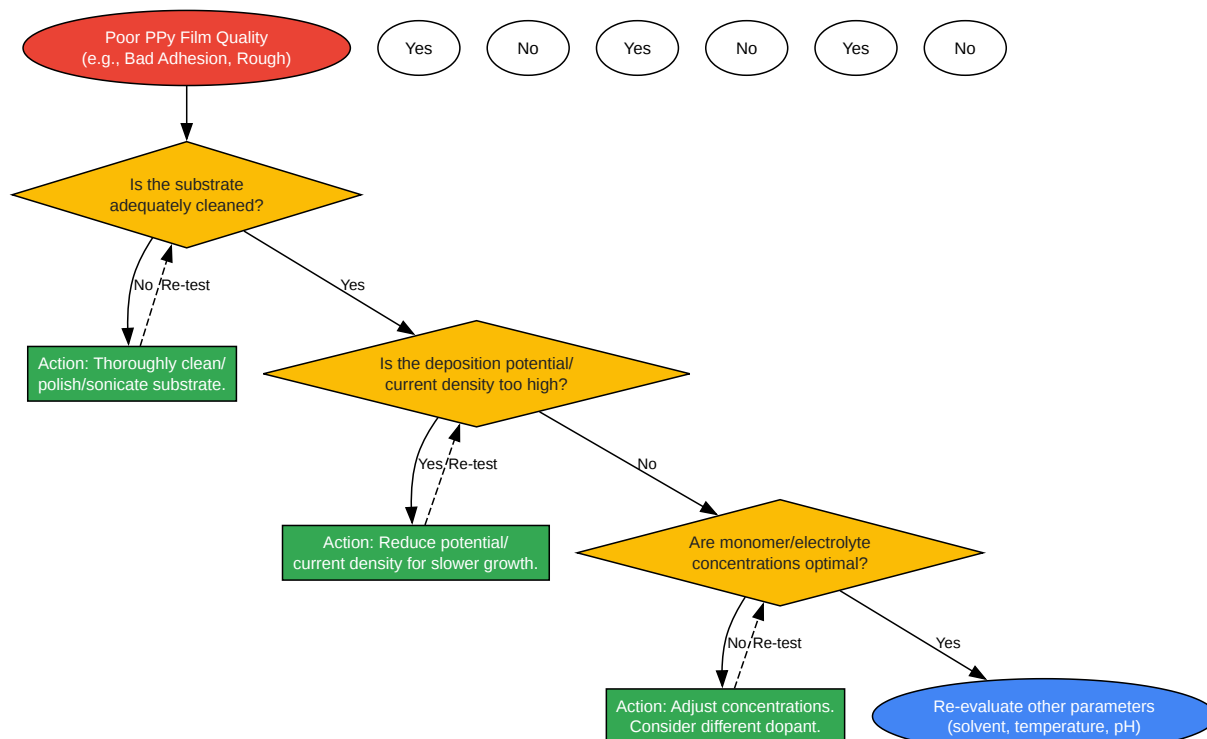 Poor PPy Film Quality
(e.g., Bad Adhesion, Rough)
Yes
No
Yes
No
Yes
No
Is the substrate
adequately cleaned?
No
Re-test
Yes
Action: Thoroughly clean/
polish/sonicate substrate.
Is the deposition potential/
current density too high?
Yes
Re-test
No
Action: Reduce potential/
current density for slower growth.
Are monomer/electrolyte
concentrations optimal?
No
Re-test
Yes
Action: Adjust concentrations.
Consider different dopant.
Re-evaluate other parameters
(solvent, temperature, pH)